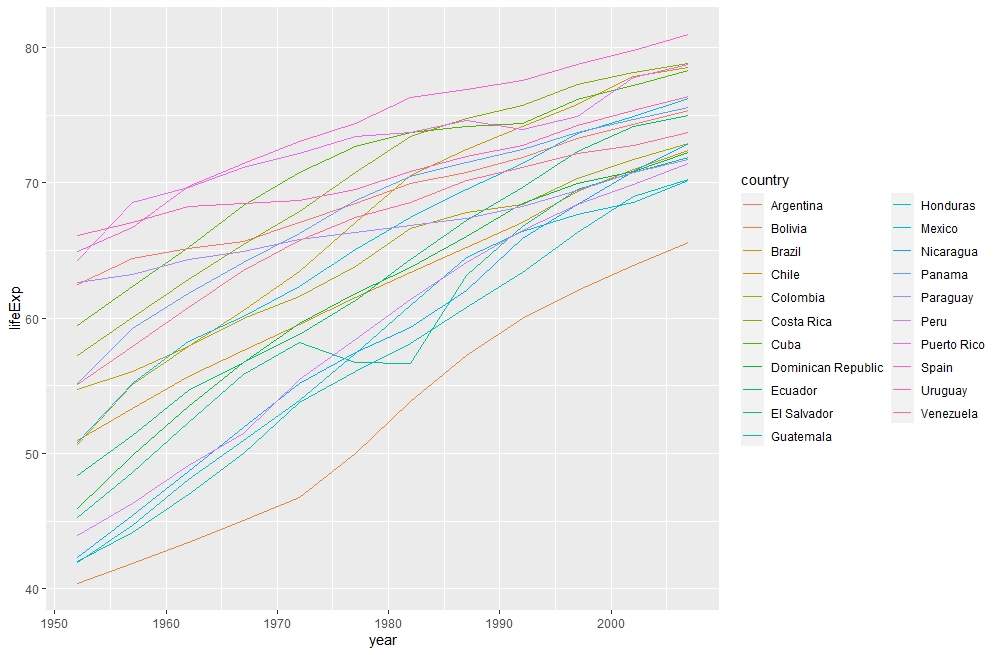 80
70
60
50
40
lifeExp
1950
1960
1970
1980
1990
2000
year
country
Argentina
Bolivia
Brazil
Chile
Colombia
Costa Rica
Cuba
Dominican Republic
Ecuador
El Salvador
Guatemala
Honduras
Mexico
Nicaragua
Panama
Paraguay
Peru
Puerto Rico
Spain
Uruguay
Venezuela